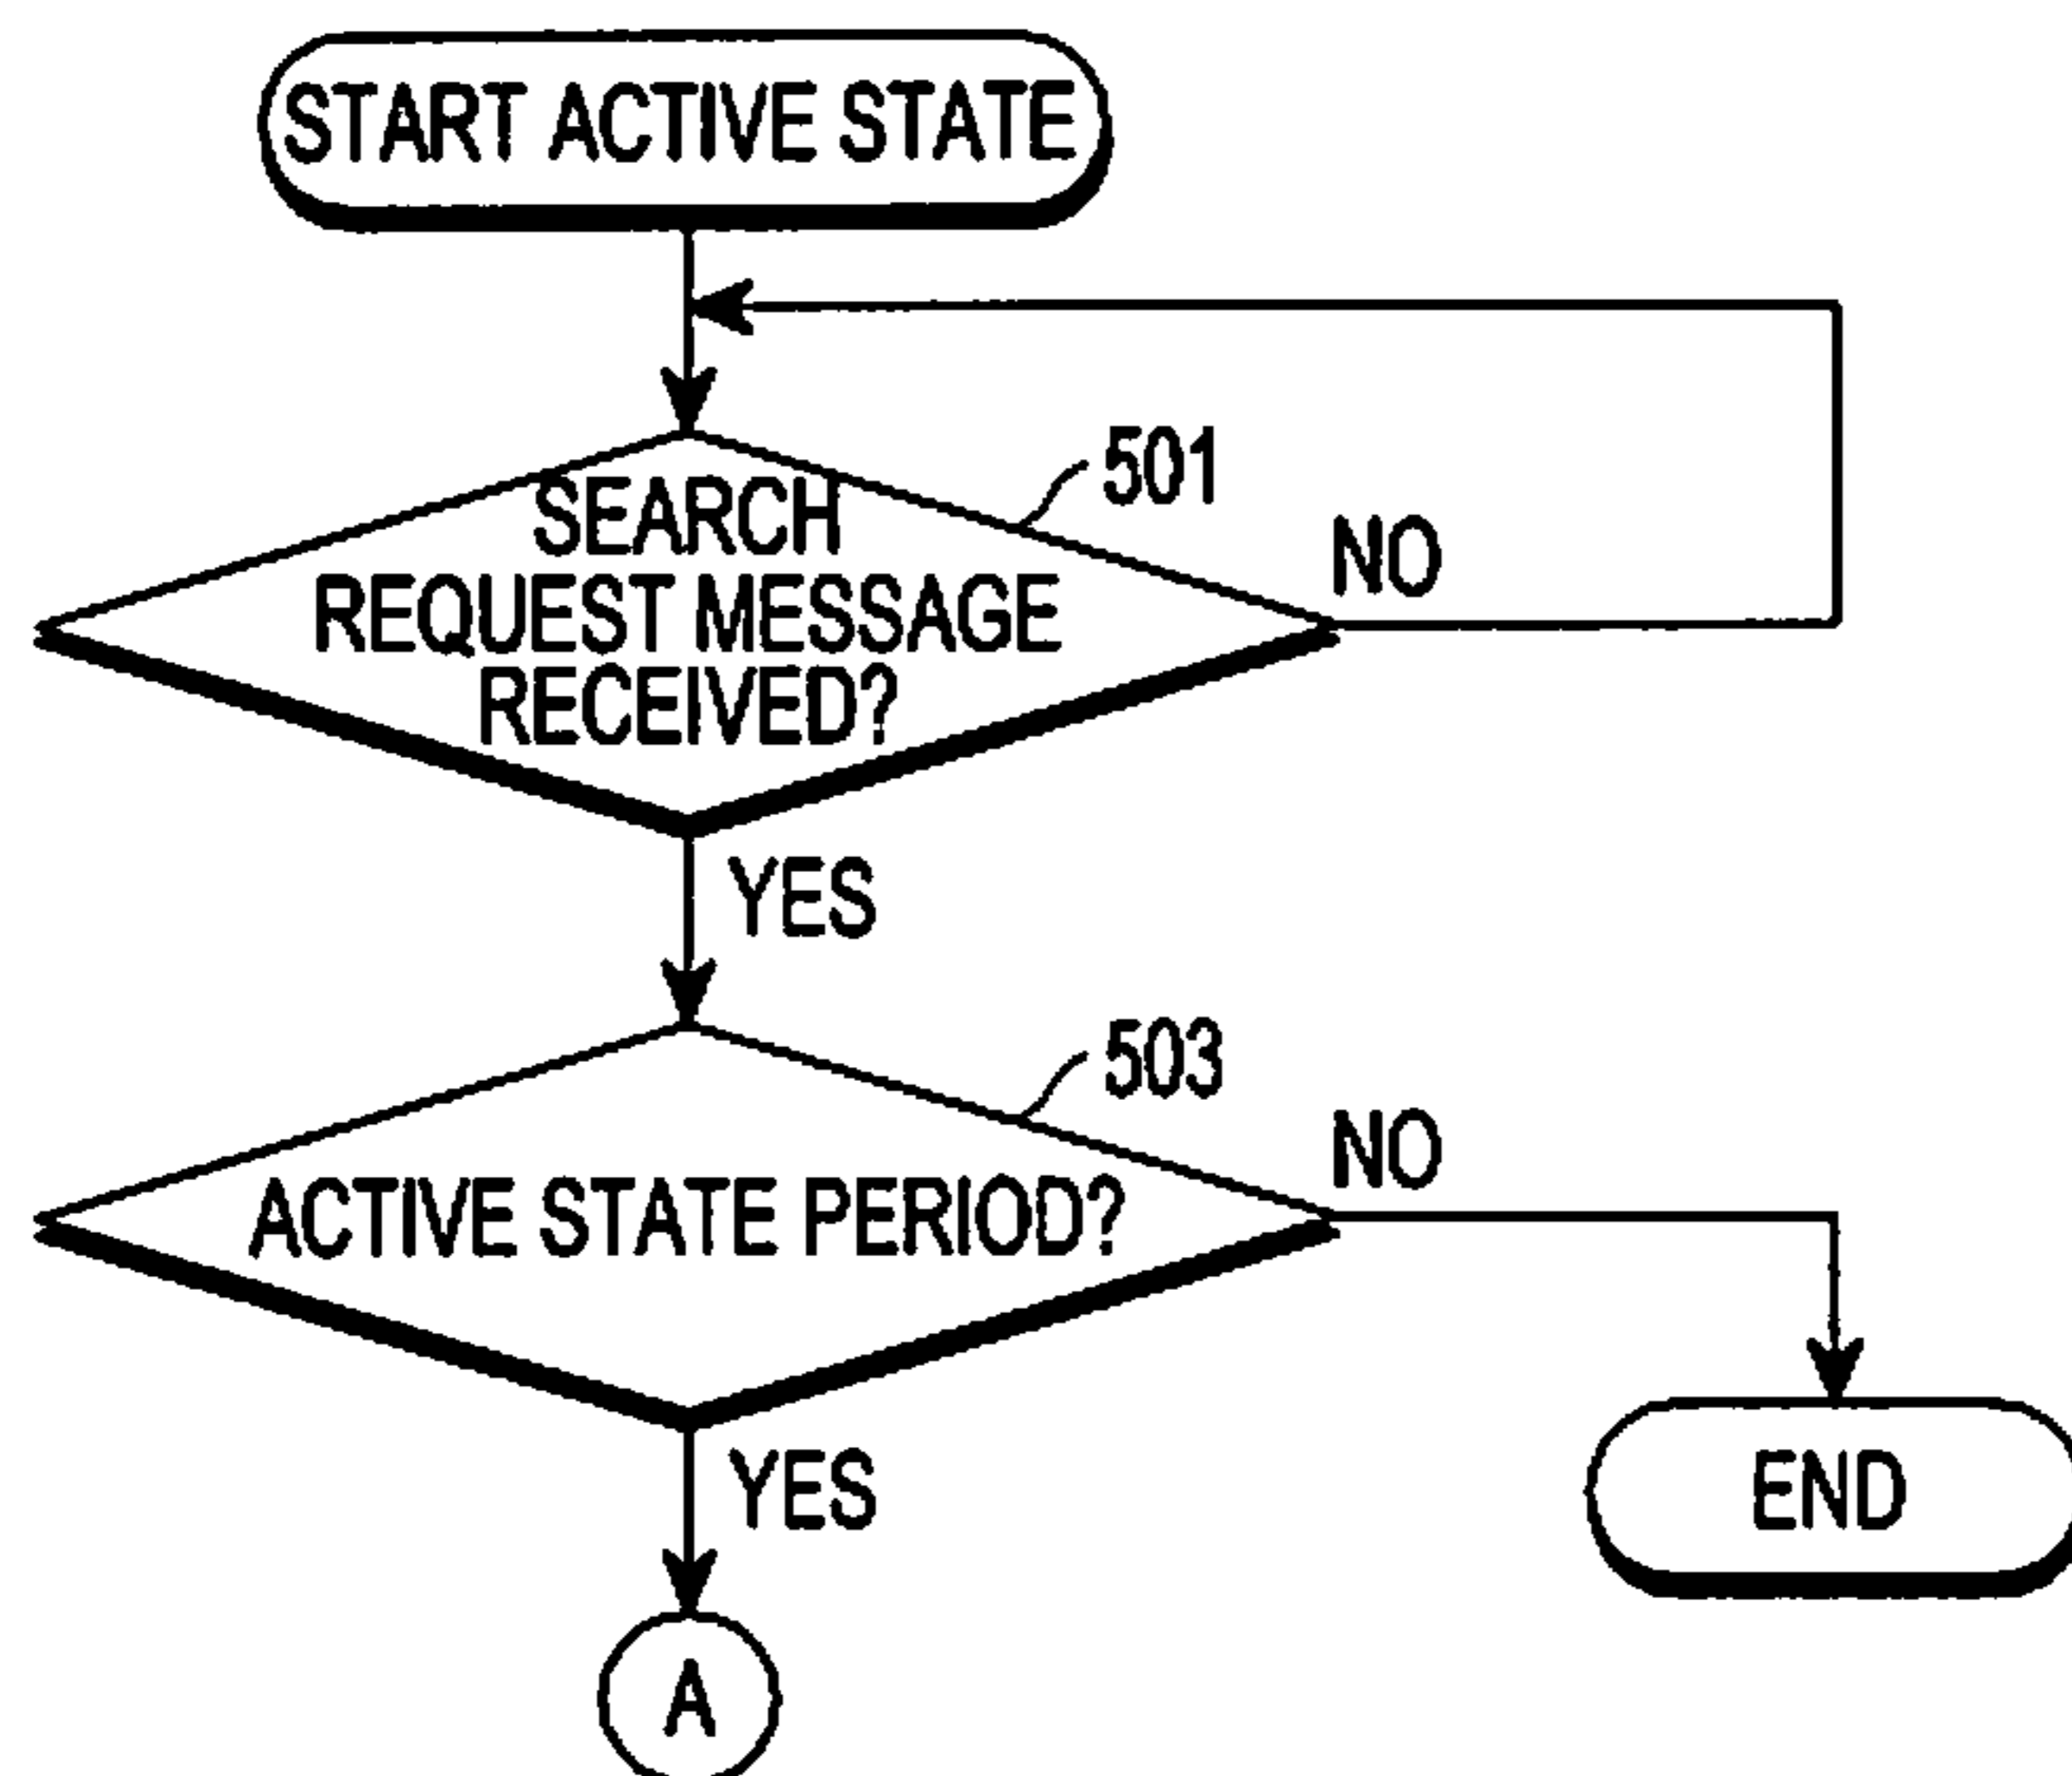 START ACTIVE STATE
501
SEARCH
REQUEST MESSAGE
RECEIVED?
NO
YES
503
ACTIVE STATE PERIOD?
NO
YES
END
A